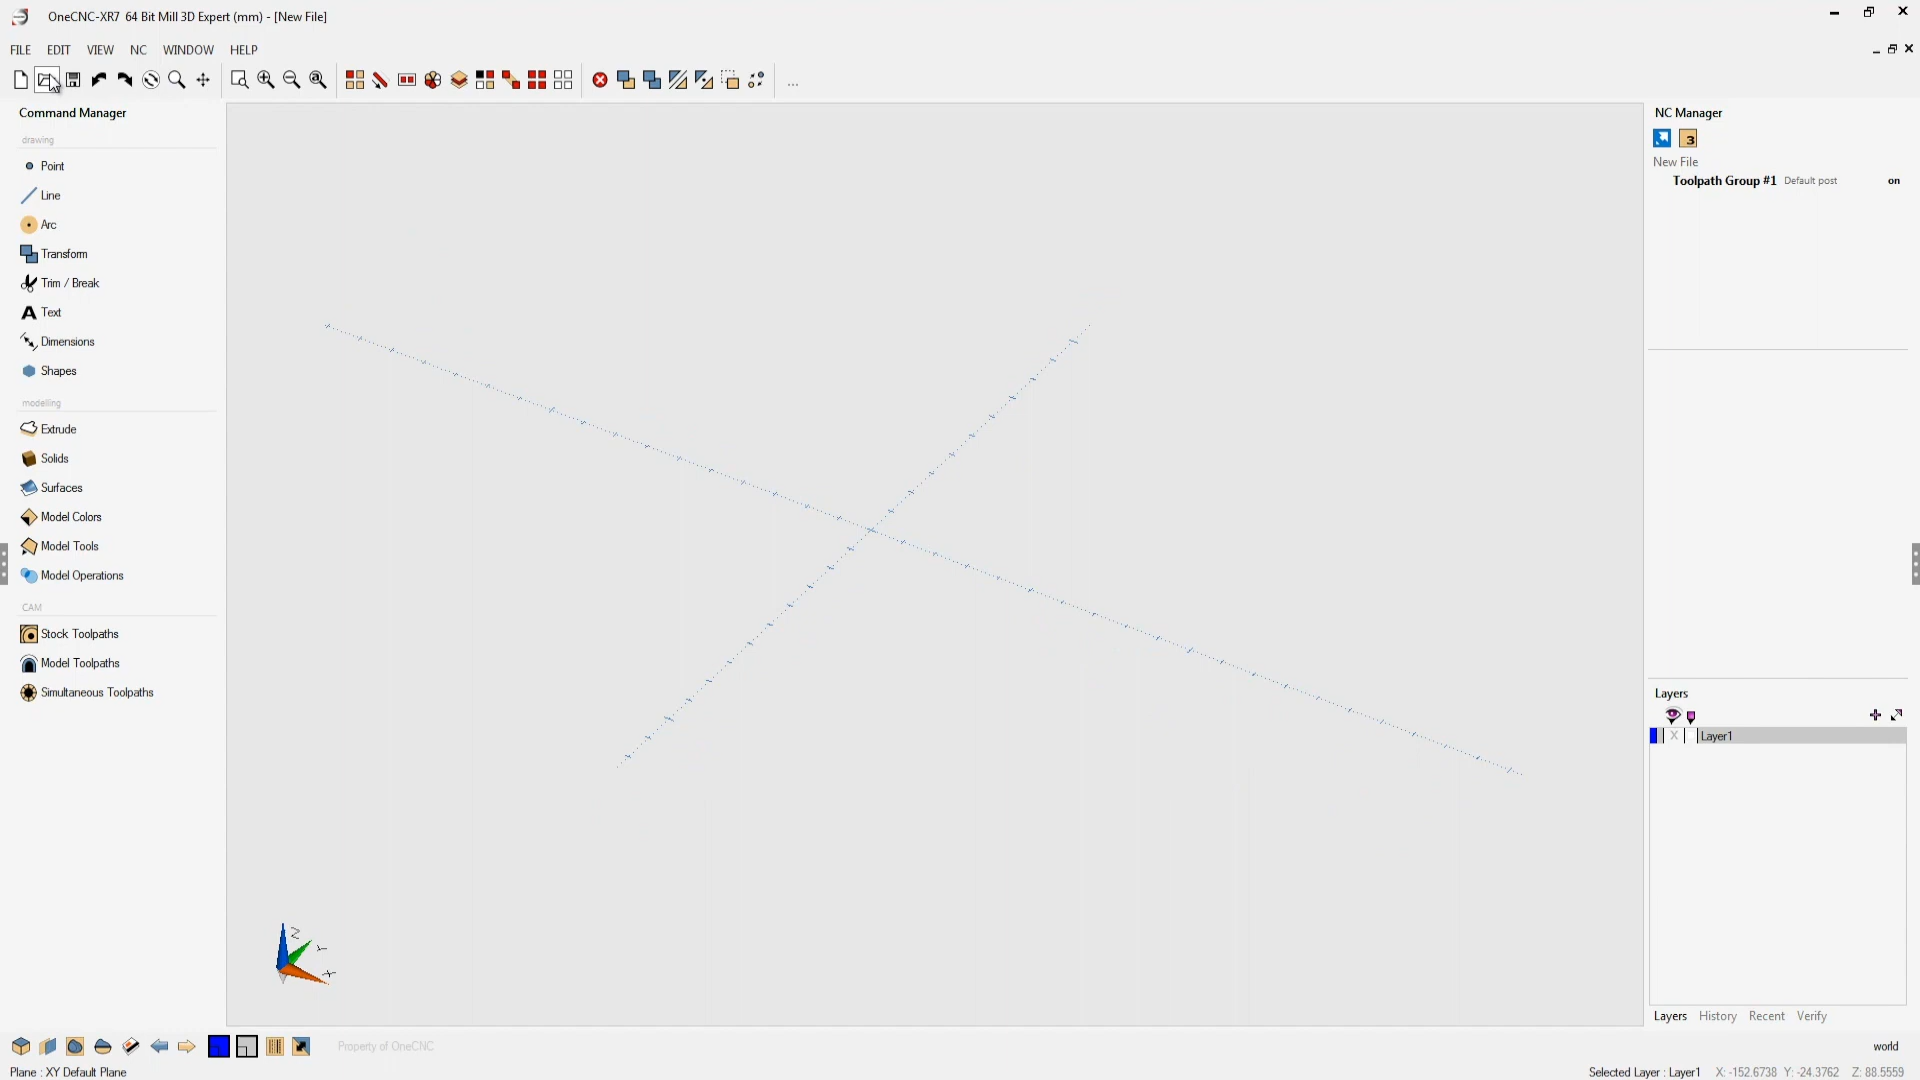 OneCNC-XR7 64 Bit Mill 3D Expert (mm) - [New File]
FILE EDIT VIEW NC WINDOW HELP
...
Command Manager
drawing
Point
Line
Arc
Transform
Trim / Break
Text
Dimensions
Shapes
modelling
Extrude
Solids
Surfaces
Model Colors
Model Tools
Model Operations
CAM
Stock Toolpaths
Model Toolpaths
Simultaneous Toolpaths
Z
Y
X
NC Manager
3
New File
Toolpath Group #1 Default post on
Layers
X Layer1
Layers History Recent Verify
Property of OneCNC
world
Plane : XY Default Plane
Selected Layer : Layer1 X: -152.6738 Y: -24.3762 Z: 88.5559